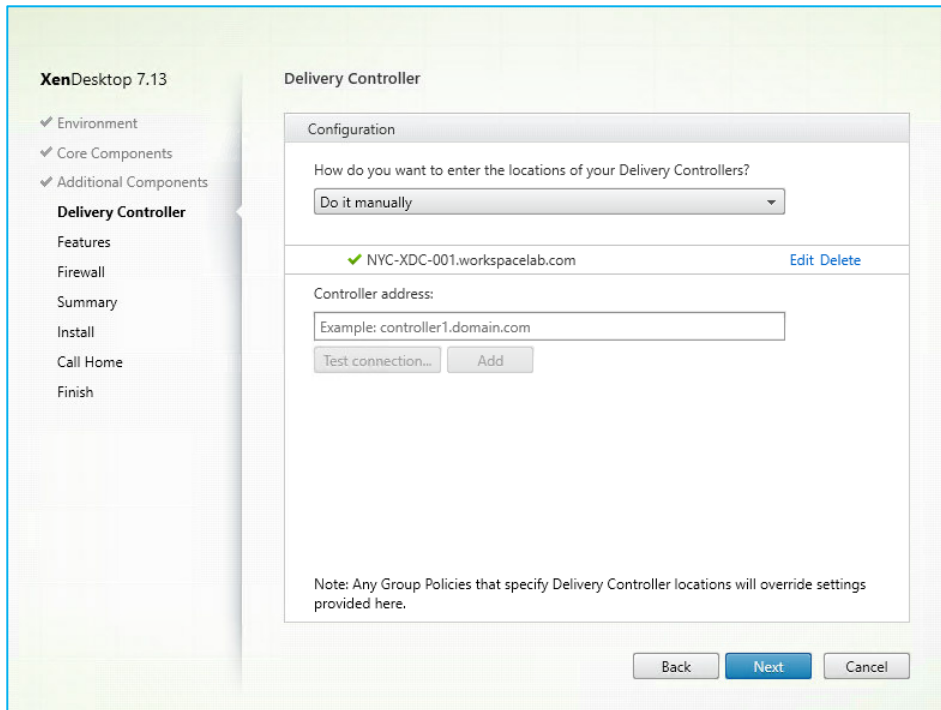 XenDesktop 7.13
Environment
Core Components
Additional Components
Delivery Controller
Features
Firewall
Summary
Install
Call Home
Finish
Delivery Controller
Configuration
How do you want to enter the locations of your Delivery Controllers?
Do it manually
NYC-XDC-001.workspacelab.com Edit Delete
Controller address:
Example: controller1.domain.com
Test connection... Add
Note: Any Group Policies that specify Delivery Controller locations will override settings
provided here.
Back Next Cancel